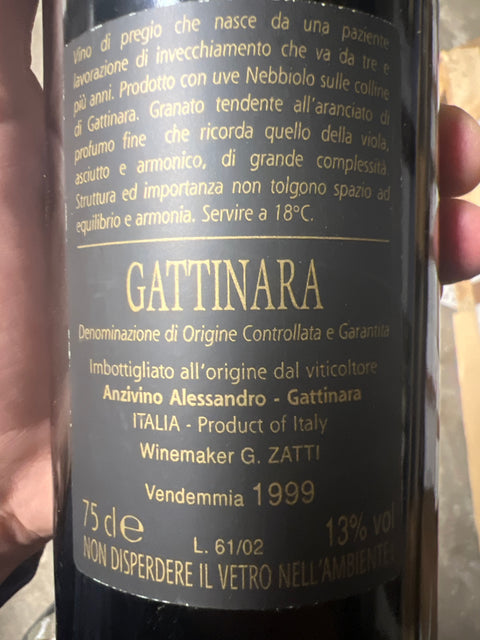 Vino di pregio che nasce da una paziente
lavorazione di invecchiamento che va da tre e
più anni. Prodotto con uve Nebbiolo sulle colline
di Gattinara. Granato tendente all'aranciato di
profumo fine che ricorda quello della viola,
asciutto e armonico, di grande complessità.
Struttura ed importanza non tolgono spazio ad
equilibrio e armonia. Servire a 18°C.
GATTINARA
Denominazione di Origine Controllata e Garantita
Imbottigliato all'origine dal viticoltore
Anzivino Alessandro - Gattinara
ITALIA - Product of Italy
Winemaker G. ZATTI
Vendemmia 1999
75 cl e L. 61/02 13% vol
NON DISPERDERE IL VETRO NELL'AMBIENTE